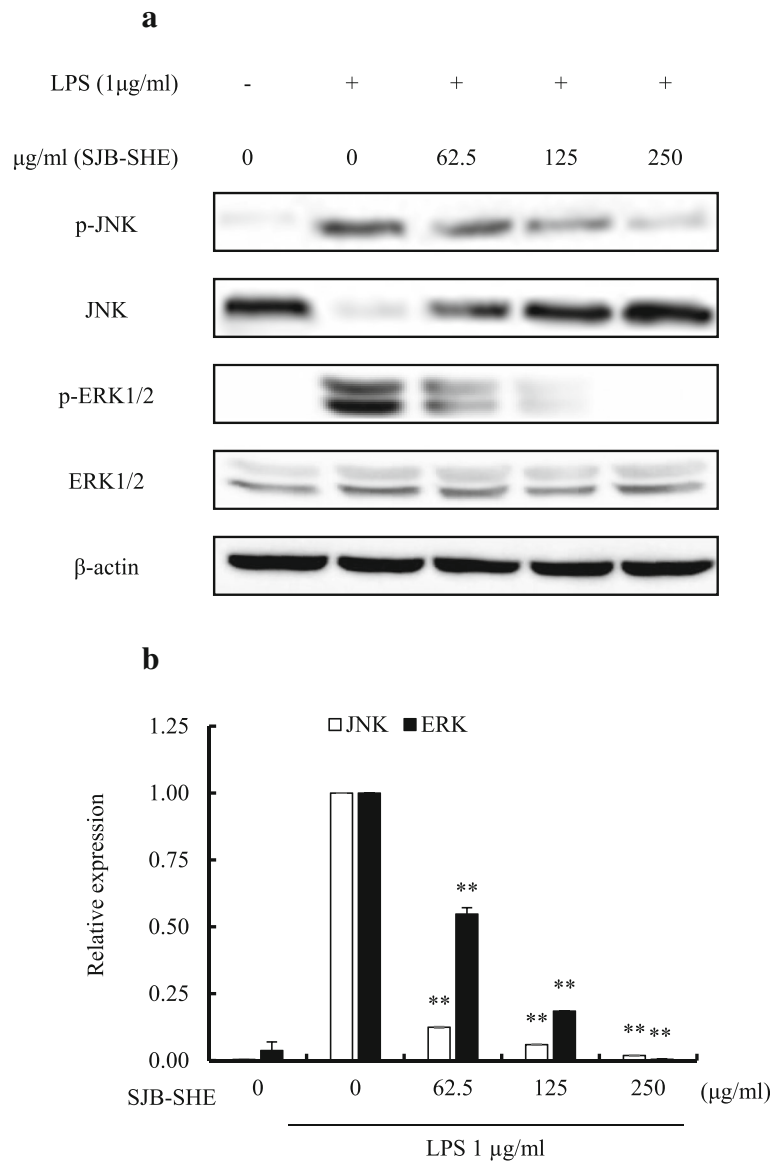 a
LPS (1μg/ml) - + + + +
μg/ml (SJB-SHE) 0 0 62.5 125 250
p-JNK
JNK
p-ERK1/2
ERK1/2
β-actin
b
JNK ERK
1.25
1.00
0.75
0.50
0.25
0.00
Relative expression
**
** **
** ** **
SJB-SHE 0 0 62.5 125 250 (μg/ml)
LPS 1 μg/ml